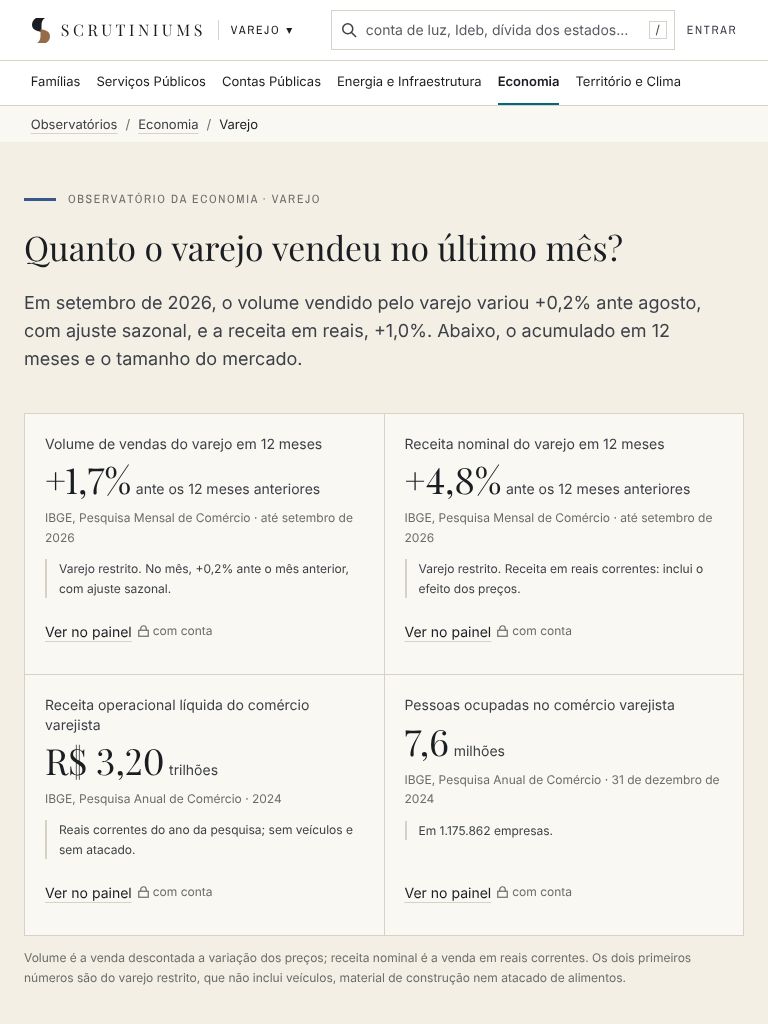 SCRUTINIUMS
VAREJO ▾
conta de luz, Ideb, dívida dos estados...
/
ENTRAR
Famílias
Serviços Públicos
Contas Públicas
Energia e Infraestrutura
Economia
Território e Clima
Observatórios / Economia / Varejo
OBSERVATÓRIO DA ECONOMIA · VAREJO
Quanto o varejo vendeu no último mês?
Em setembro de 2026, o volume vendido pelo varejo variou +0,2% ante agosto,
com ajuste sazonal, e a receita em reais, +1,0%. Abaixo, o acumulado em 12
meses e o tamanho do mercado.
Volume de vendas do varejo em 12 meses
+1,7% ante os 12 meses anteriores
IBGE, Pesquisa Mensal de Comércio · até setembro de
2026
Varejo restrito. No mês, +0,2% ante o mês anterior,
com ajuste sazonal.
Ver no painel com conta
Receita nominal do varejo em 12 meses
+4,8% ante os 12 meses anteriores
IBGE, Pesquisa Mensal de Comércio · até setembro de
2026
Varejo restrito. Receita em reais correntes: inclui o
efeito dos preços.
Ver no painel com conta
Receita operacional líquida do comércio
varejista
R$ 3,20 trilhões
IBGE, Pesquisa Anual de Comércio · 2024
Reais correntes do ano da pesquisa; sem veículos e
sem atacado.
Ver no painel com conta
Pessoas ocupadas no comércio varejista
7,6 milhões
IBGE, Pesquisa Anual de Comércio · 31 de dezembro de
2024
Em 1.175.862 empresas.
Ver no painel com conta
Volume é a venda descontada a variação dos preços; receita nominal é a venda em reais correntes. Os dois primeiros
números são do varejo restrito, que não inclui veículos, material de construção nem atacado de alimentos.